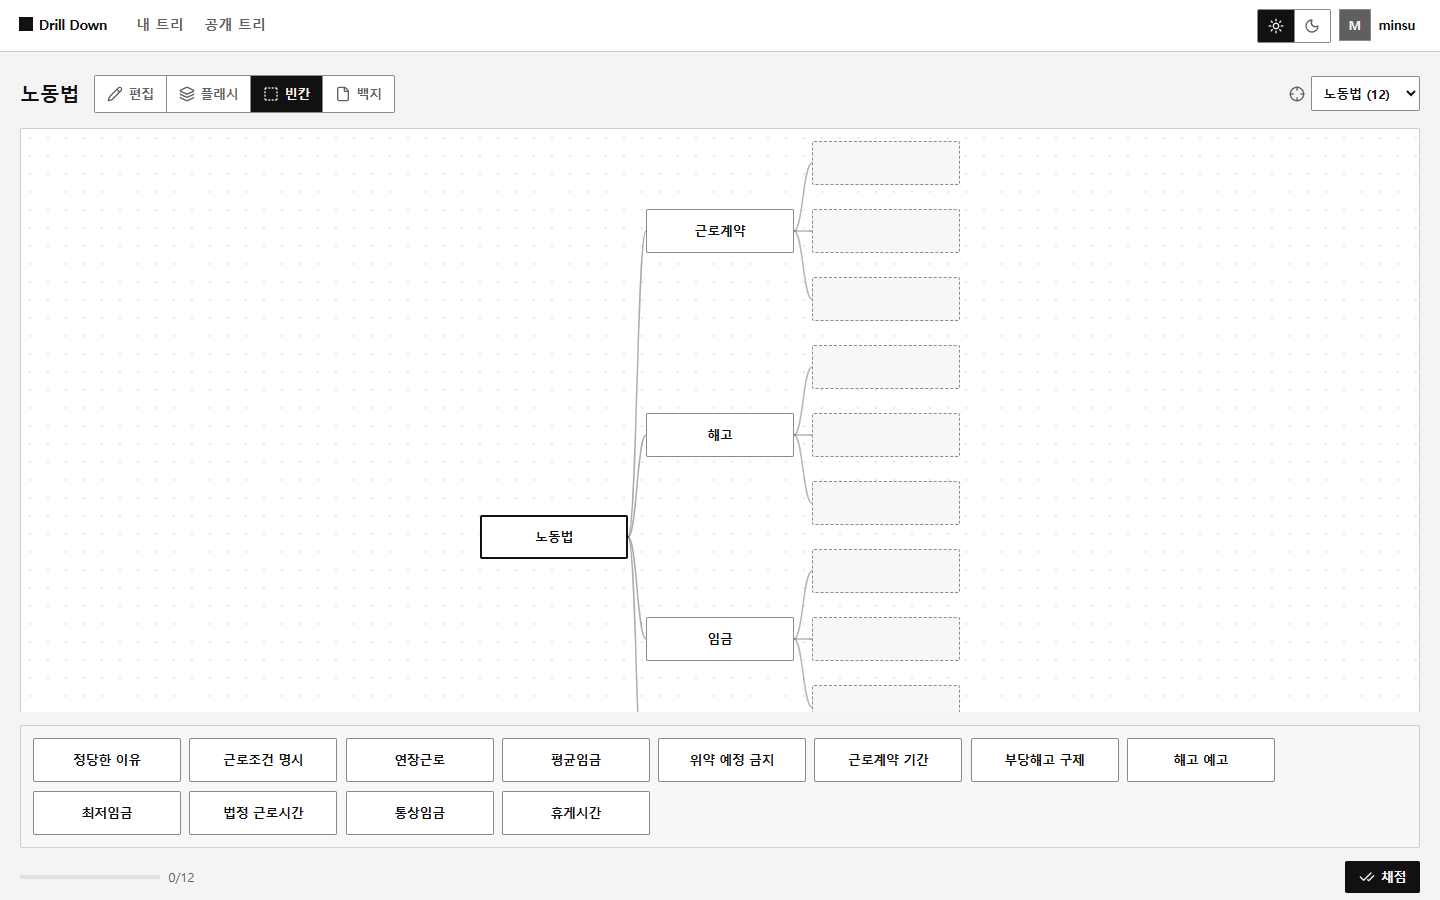 Drill Down 내 트리 공개 트리 M minsu
노동법 편집 플래시 빈칸 백지 노동법 (12)
근로계약
해고
노동법
임금
정당한 이유 근로조건 명시 연장근로 평균임금 위약 예정 금지 근로계약 기간 부당해고 구제 해고 예고
최저임금 법정 근로시간 통상임금 휴게시간
0/12 채점